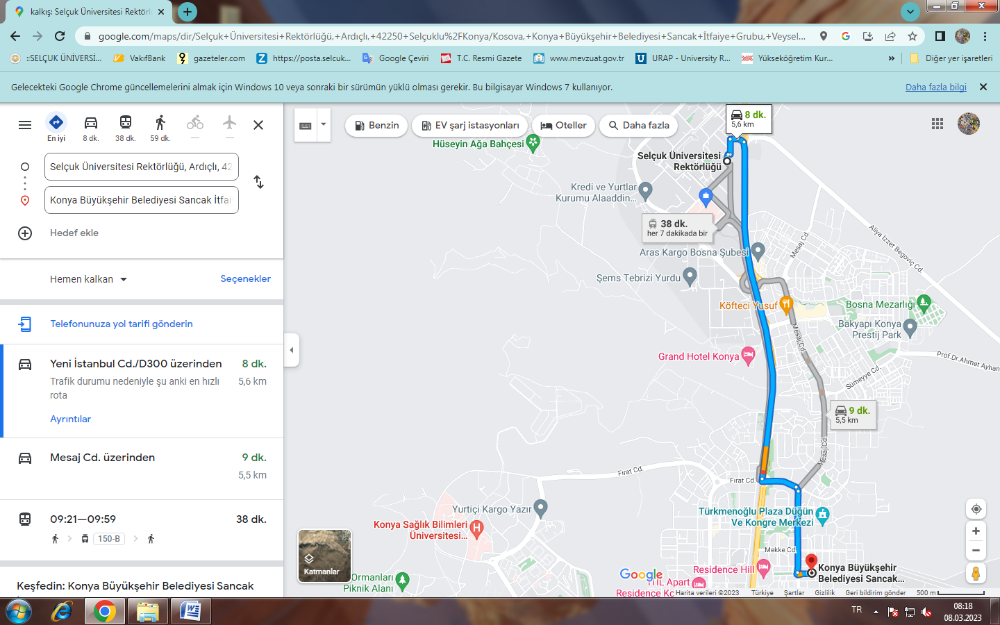 kalkış: Selçuk Üniversitesi Rektörlü
google.com/maps/dir/Selçuk+Üniversitesi+Rektörlüğü,+Ardıçlı,+42250+Selçuklu%2FKonya/Kosova,+Konya+Büyükşehir+Belediyesi+Sancak+İtfaiye+Grubu,+Veysel...
::SELÇUK ÜNİVERSİ...
VakıfBank
gazeteler.com
https://posta.selcuk...
Google Çeviri
T.C. Resmi Gazete
www.mevzuat.gov.tr
URAP - University R...
Yükseköğretim Kur...
»
Diğer yer işaretleri
Gelecekteki Google Chrome güncellemelerini almak için Windows 10 veya sonraki bir sürümün yüklü olması gerekir. Bu bilgisayar Windows 7 kullanıyor.
Daha fazla bilgi
En iyi
8 dk.
38 dk.
59 dk.
—
—
Selçuk Üniversitesi Rektörlüğü, Ardıçlı, 42
Konya Büyükşehir Belediyesi Sancak İtfai
Hedef ekle
Hemen kalkan
Seçenekler
Telefonunuza yol tarifi gönderin
Yeni İstanbul Cd./D300 üzerinden
8 dk.
Trafik durumu nedeniyle şu anki en hızlı
rota
5,6 km
Ayrıntılar
Mesaj Cd. üzerinden
9 dk.
5,5 km
09:21—09:59
38 dk.
150-B
Keşfedin: Konya Büyükşehir Belediyesi Sancak
Benzin
EV şarj istasyonları
Oteller
Daha fazla
8 dk.
5,6 km
Hüseyin Ağa Bahçesi
Selçuk Üniversitesi
Rektörlüğü
Kredi ve Yurtlar
Kurumu Alaaddin...
38 dk.
her 7 dakikada bir
Aras Kargo Bosna Şubesi
Mesaj Cd.
Aliya İzzet Begoviç Cd.
Şems Tebrizi Yurdu
Köfteci Yusuf
Bosna Mezarlığı
Bakyapı Konya
Prestij Park
Mesaj Cd.
Grand Hotel Konya
Prof.Dr.Ahmet Ayhan
Sümeyye Cd.
9 dk.
5,5 km
Mesaj Cd.
Fırat Cd.
Fırat Cd.
Yurtiçi Kargo Yazır
Türkmenoğlu Plaza Düğün
Ve Kongre Merkezi
Konya Sağlık Bilimleri
Üniversitesi...
Mekke Cd.
Katmanlar
Ormanları
Piknik Alanı
Google
Residence Hill
Konya Büyükşehir
Belediyesi Sancak...
Apart
Residence
Harita verileri ©2023
Türkiye
Şartlar
Gizlilik
Geri bildirim gönder
500 m
TR
08:18
08.03.2023